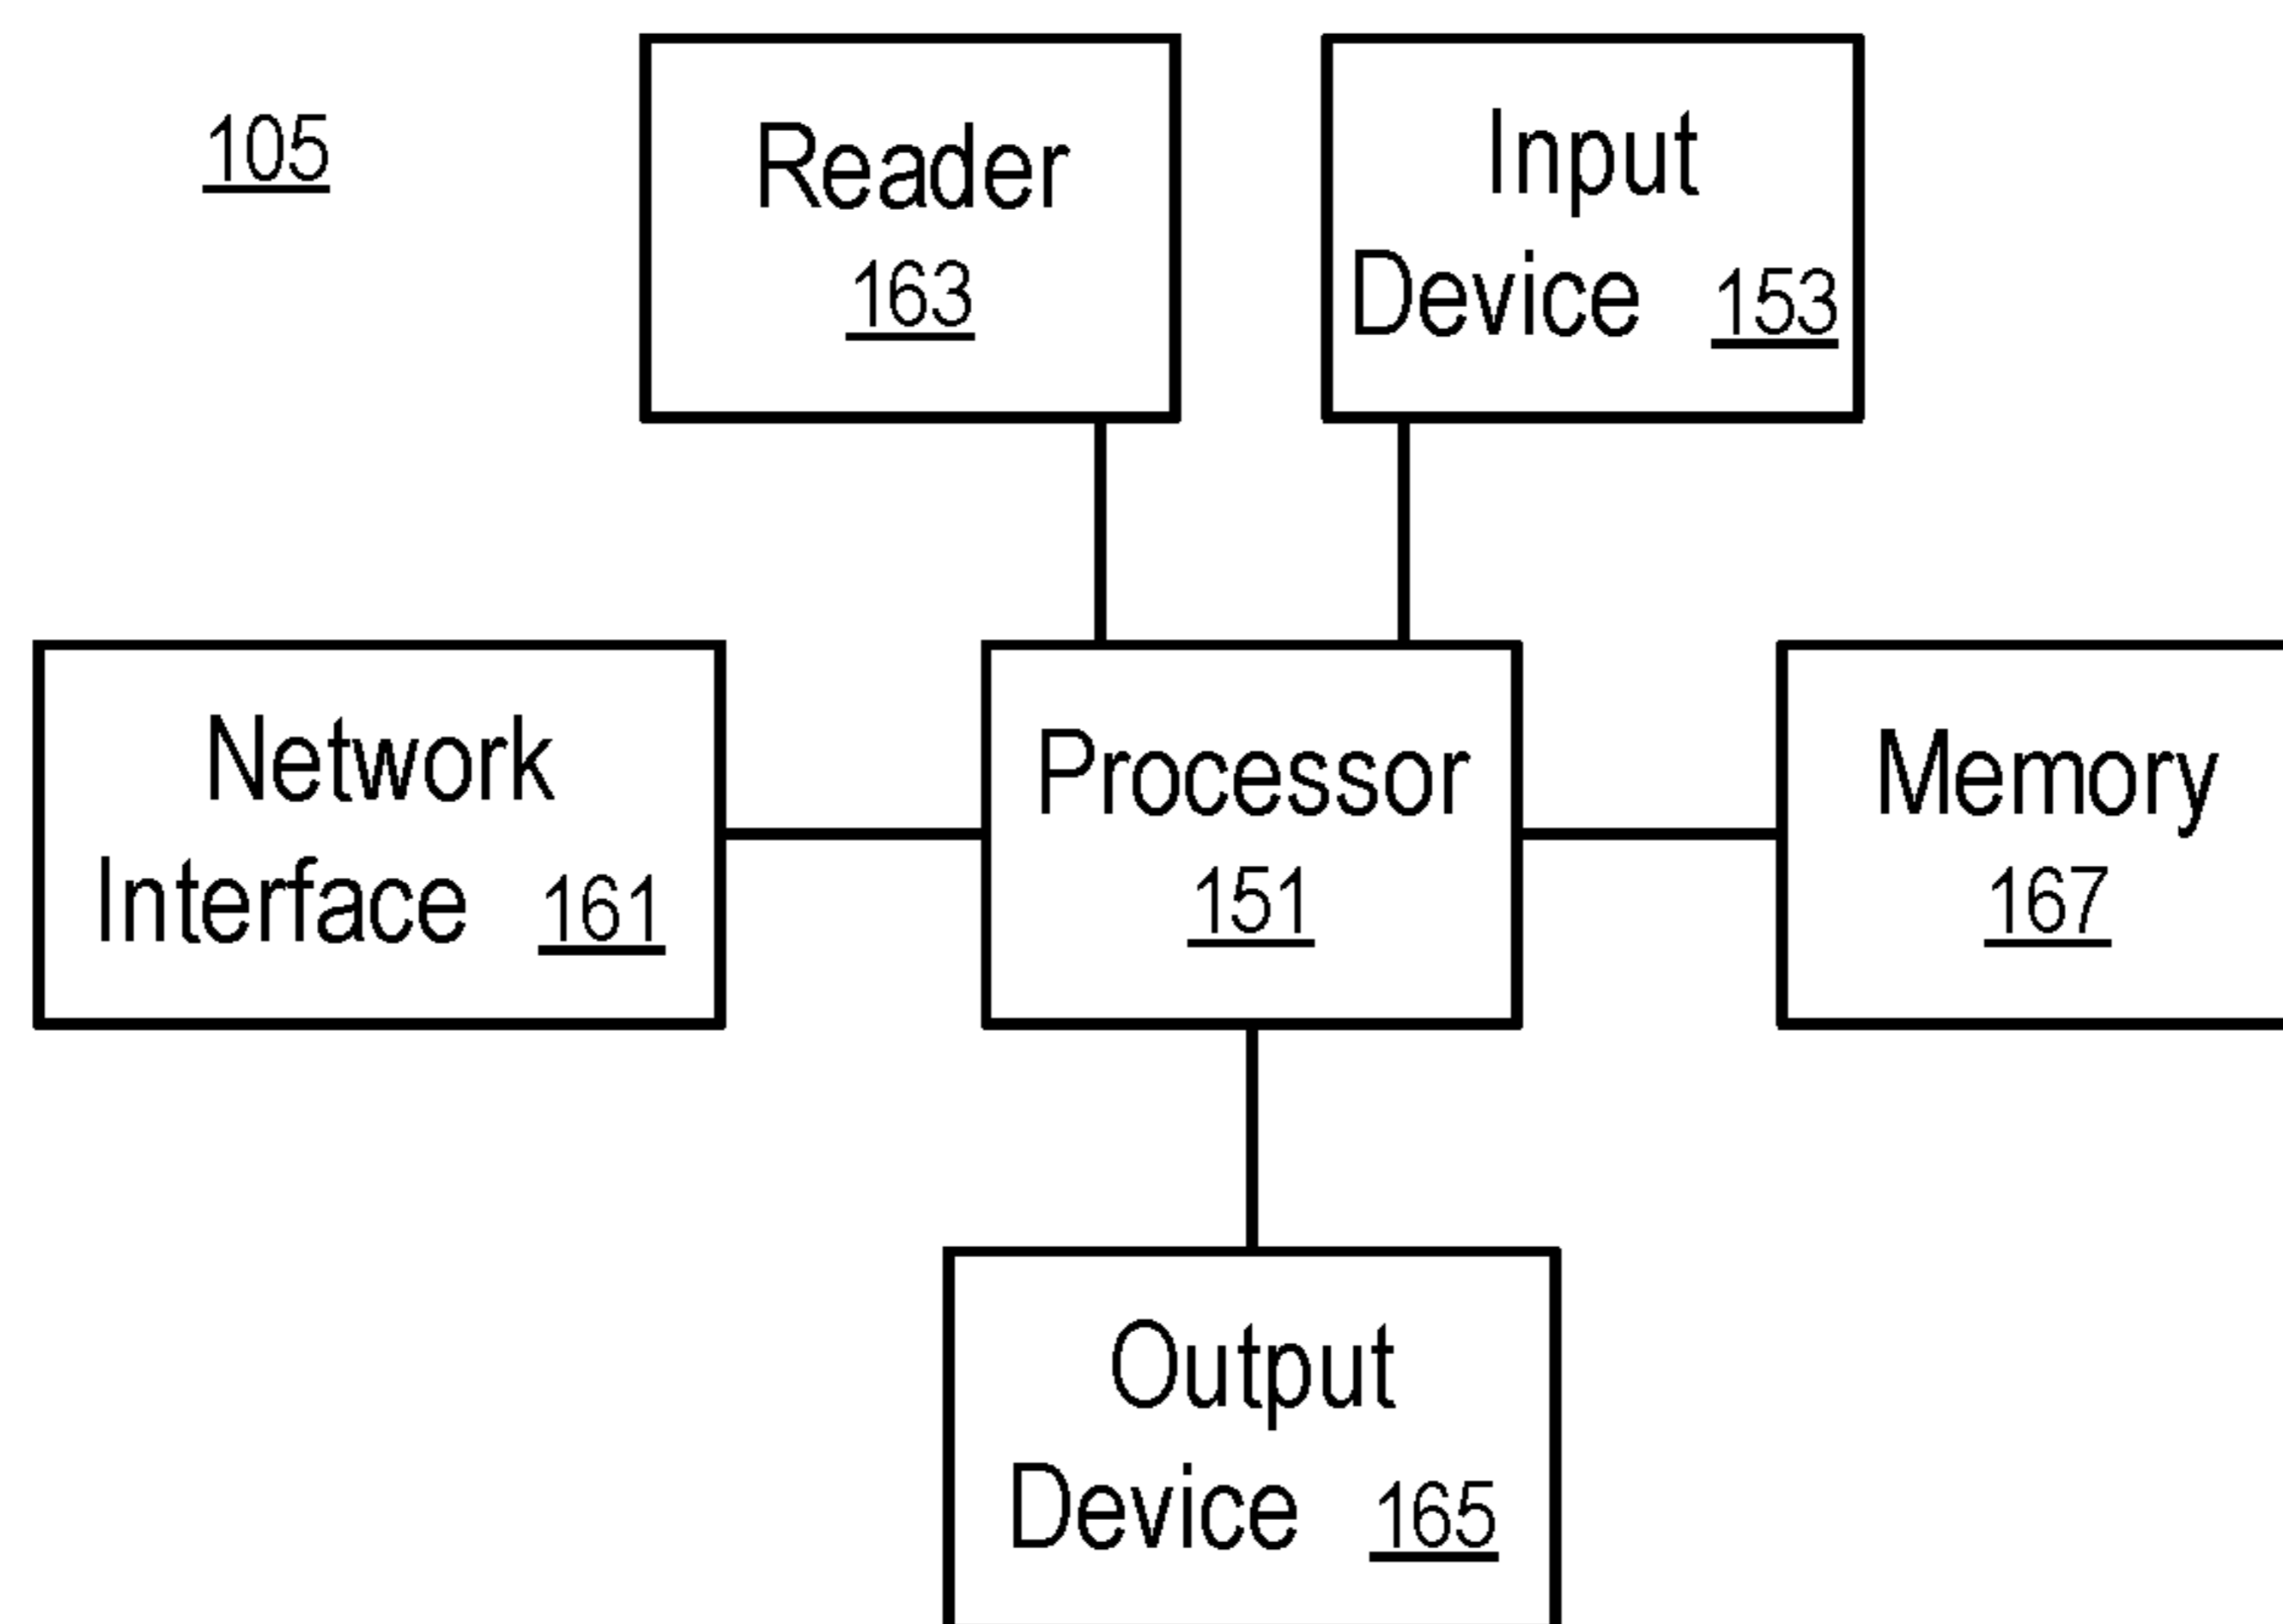 105
Reader
163
Input
Device 153
Network
Interface 161
Processor
151
Memory
167
Output
Device 165